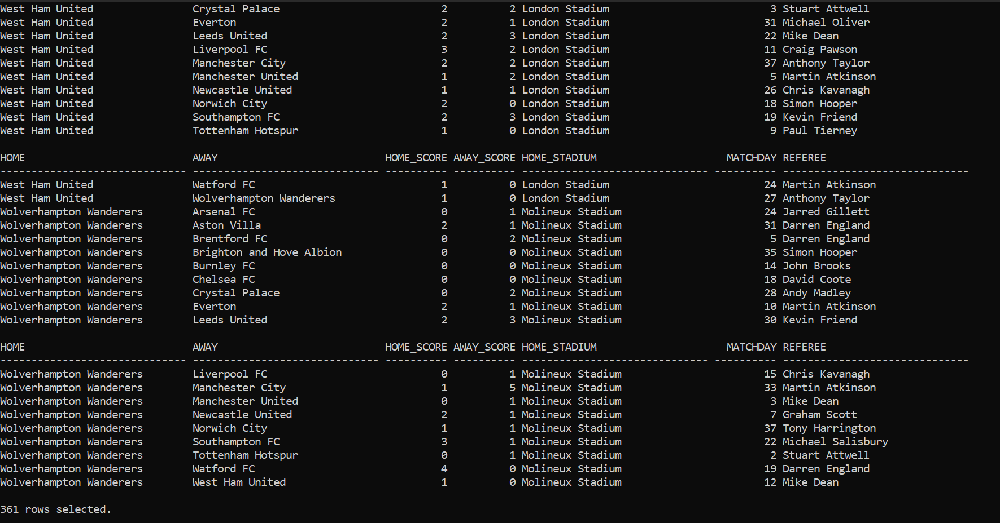 West Ham United                Crystal Palace                          2          2 London Stadium                          3 Stuart Attwell
West Ham United                Everton                                 2          1 London Stadium                         31 Michael Oliver
West Ham United                Leeds United                            2          3 London Stadium                         22 Mike Dean
West Ham United                Liverpool FC                            3          2 London Stadium                         11 Craig Pawson
West Ham United                Manchester City                         2          2 London Stadium                         37 Anthony Taylor
West Ham United                Manchester United                       1          2 London Stadium                          5 Martin Atkinson
West Ham United                Newcastle United                        1          1 London Stadium                         26 Chris Kavanagh
West Ham United                Norwich City                            2          0 London Stadium                         18 Simon Hooper
West Ham United                Southampton FC                          2          3 London Stadium                         19 Kevin Friend
West Ham United                Tottenham Hotspur                       1          0 London Stadium                          9 Paul Tierney

HOME                           AWAY                           HOME_SCORE AWAY_SCORE HOME_STADIUM                     MATCHDAY REFEREE
------------------------------ ------------------------------ ---------- ---------- ------------------------------ ---------- ------------------------------
West Ham United                Watford FC                              1          0 London Stadium                         24 Martin Atkinson
West Ham United                Wolverhampton Wanderers                 1          0 London Stadium                         27 Anthony Taylor
Wolverhampton Wanderers        Arsenal FC                              0          1 Molineux Stadium                       24 Jarred Gillett
Wolverhampton Wanderers        Aston Villa                             2          1 Molineux Stadium                       31 Darren England
Wolverhampton Wanderers        Brentford FC                            0          2 Molineux Stadium                        5 Darren England
Wolverhampton Wanderers        Brighton and Hove Albion                0          0 Molineux Stadium                       35 Simon Hooper
Wolverhampton Wanderers        Burnley FC                              0          0 Molineux Stadium                       14 John Brooks
Wolverhampton Wanderers        Chelsea FC                              0          0 Molineux Stadium                       18 David Coote
Wolverhampton Wanderers        Crystal Palace                          0          2 Molineux Stadium                       28 Andy Madley
Wolverhampton Wanderers        Everton                                 2          1 Molineux Stadium                       10 Martin Atkinson
Wolverhampton Wanderers        Leeds United                            2          3 Molineux Stadium                       30 Kevin Friend

HOME                           AWAY                           HOME_SCORE AWAY_SCORE HOME_STADIUM                     MATCHDAY REFEREE
------------------------------ ------------------------------ ---------- ---------- ------------------------------ ---------- ------------------------------
Wolverhampton Wanderers        Liverpool FC                            0          1 Molineux Stadium                       15 Chris Kavanagh
Wolverhampton Wanderers        Manchester City                         1          5 Molineux Stadium                       33 Martin Atkinson
Wolverhampton Wanderers        Manchester United                       0          1 Molineux Stadium                        3 Mike Dean
Wolverhampton Wanderers        Newcastle United                        2          1 Molineux Stadium                        7 Graham Scott
Wolverhampton Wanderers        Norwich City                            1          1 Molineux Stadium                       37 Tony Harrington
Wolverhampton Wanderers        Southampton FC                          3          1 Molineux Stadium                       22 Michael Salisbury
Wolverhampton Wanderers        Tottenham Hotspur                       0          1 Molineux Stadium                        2 Stuart Attwell
Wolverhampton Wanderers        Watford FC                              4          0 Molineux Stadium                       19 Darren England
Wolverhampton Wanderers        West Ham United                         1          0 Molineux Stadium                       12 Mike Dean

361 rows selected.